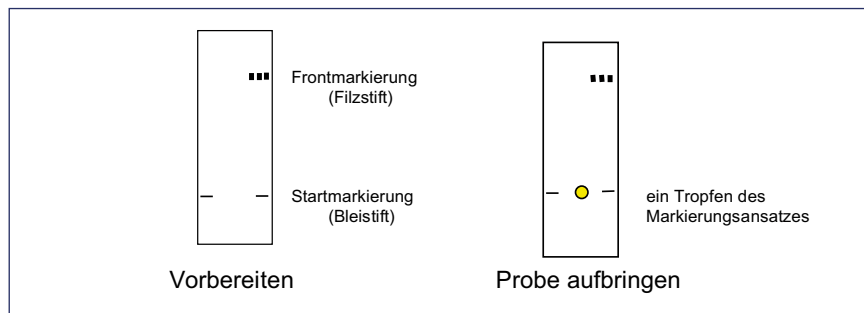 Frontmarkierung
(Filzstift)
Startmarkierung
(Bleistift)
Vorbereiten
ein Tropfen des
Markierungsansatzes
Probe aufbringen